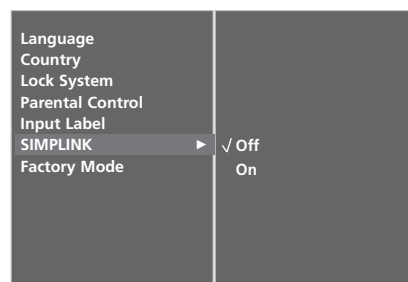 Language
Country
Lock System
Parental Control
Input Label
SIMPLINK ► √ Off
Factory Mode
On